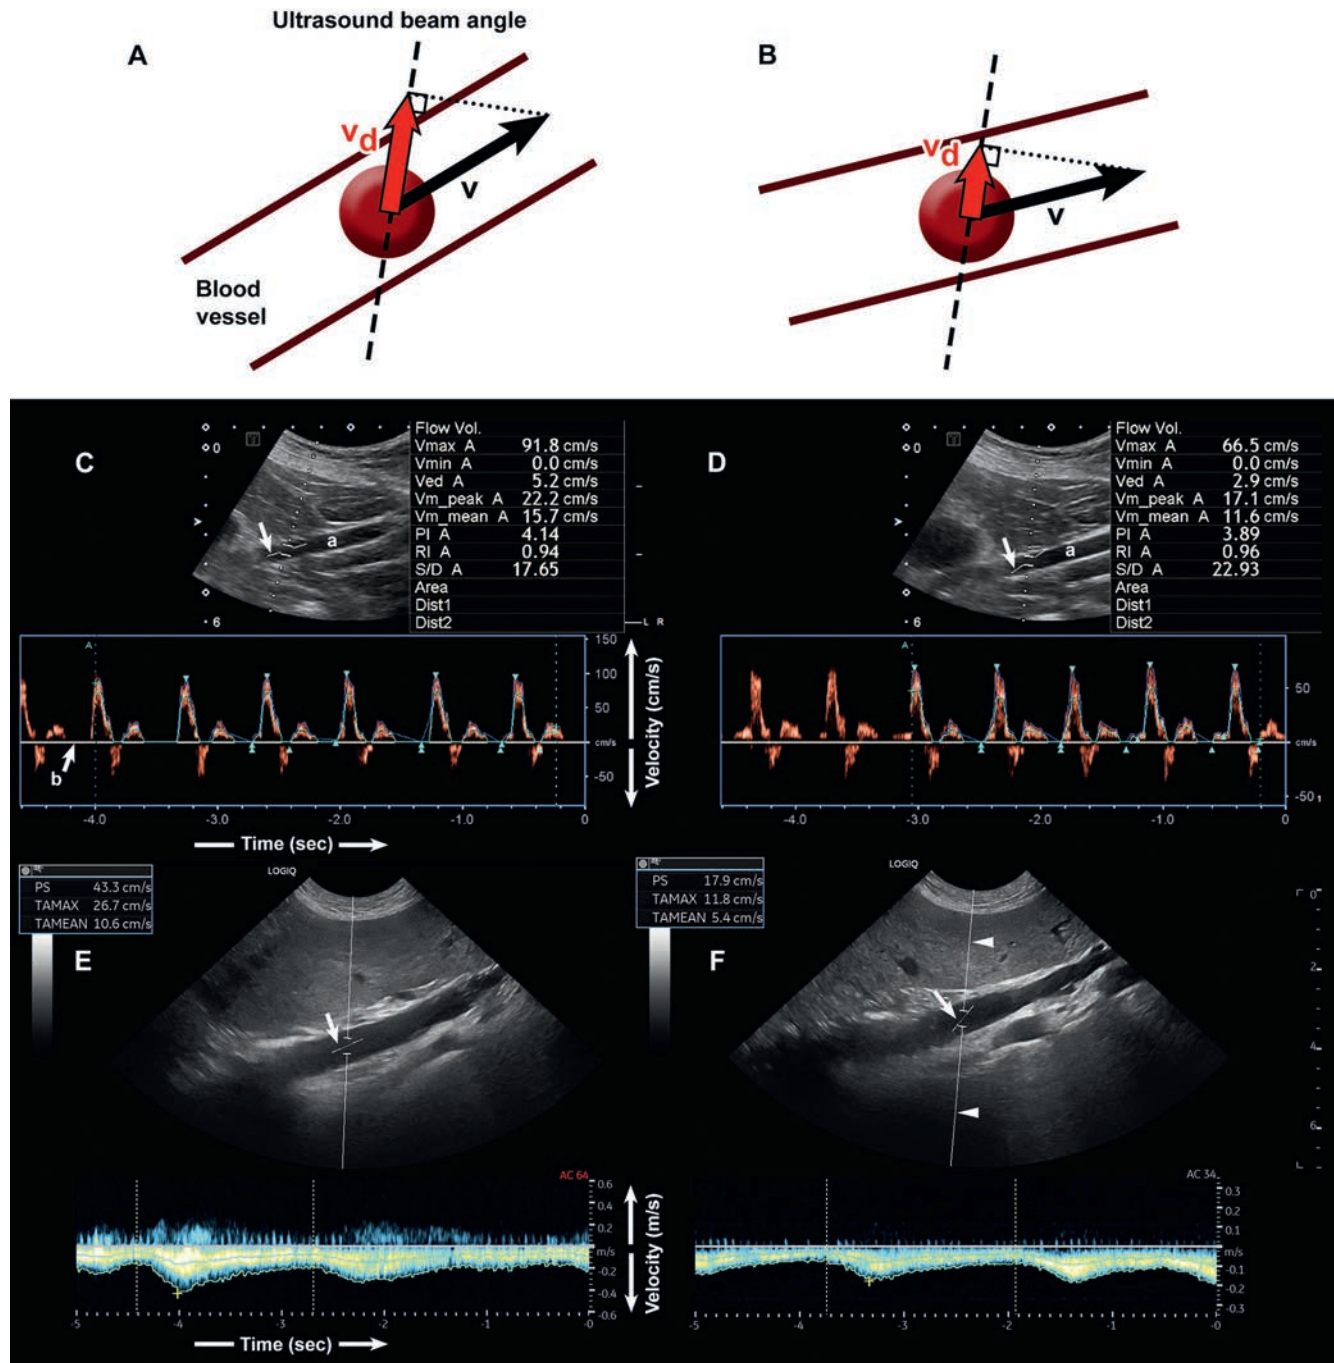 Ultrasound beam angle
A
B
vd
v
vd
v
Blood
vessel
C
0
a
6
L R
Flow Vol.
Vmax A 91.8 cm/s
Vmin A 0.0 cm/s
Ved A 5.2 cm/s
Vm_peak A 22.2 cm/s
Vm_mean A 15.7 cm/s
PI A 4.14
RI A 0.94
S/D A 17.65
Area
Dist1
Dist2
D
0
a
6
Flow Vol.
Vmax A 66.5 cm/s
Vmin A 0.0 cm/s
Ved A 2.9 cm/s
Vm_peak A 17.1 cm/s
Vm_mean A 11.6 cm/s
PI A 3.89
RI A 0.96
S/D A 22.93
Area
Dist1
Dist2
A
150
100
50
cm/s
-50
b
-4.0 -3.0 -2.0 -1.0 0
Time (sec)
Velocity (cm/s)
A
50
cm/s
-50
1
-4.0 -3.0 -2.0 -1.0 0
LOGIQ
PS 43.3 cm/s
TAMAX 26.7 cm/s
TAMEAN 10.6 cm/s
E
LOGIQ
PS 17.9 cm/s
TAMAX 11.8 cm/s
TAMEAN 5.4 cm/s
F
0
2
4
6
AC 64
0.6
0.4
0.2
m/s
-0.2
-0.4
-0.6
-5 -4 -3 -2 -1 -0
Time (sec)
Velocity (m/s)
AC 34
0.3
0.2
0.1
m/s
-0.1
-0.2
-0.3
-5 -4 -3 -2 -1 -0